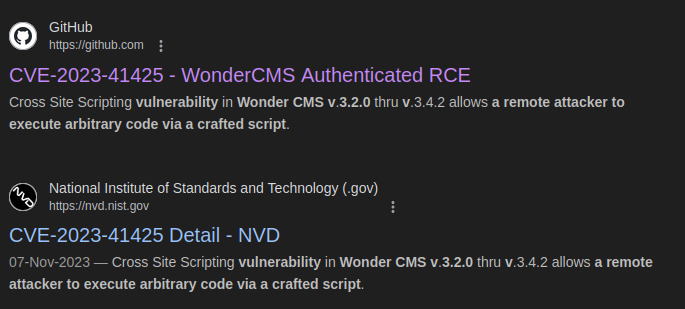 GitHub
https://github.com
CVE-2023-41425 - WonderCMS Authenticated RCE
Cross Site Scripting vulnerability in Wonder CMS v.3.2.0 thru v.3.4.2 allows a remote attacker to
execute arbitrary code via a crafted script.
National Institute of Standards and Technology (.gov)
https://nvd.nist.gov
CVE-2023-41425 Detail - NVD
07-Nov-2023 — Cross Site Scripting vulnerability in Wonder CMS v.3.2.0 thru v.3.4.2 allows a remote
attacker to execute arbitrary code via a crafted script.